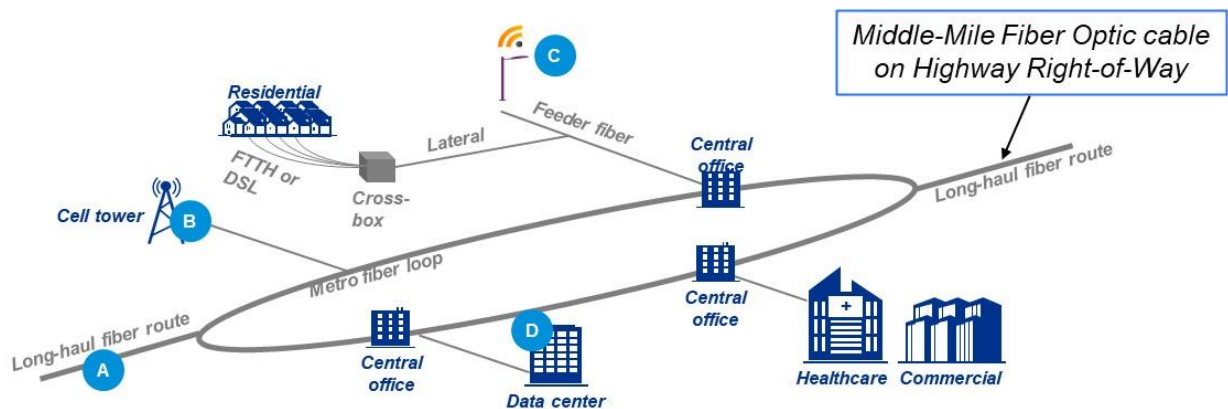 Middle-Mile Fiber Optic cable
on Highway Right-of-Way
C
Residential
Feeder fiber
Lateral
Central
office
FTTH or
DSL
Cross-
box
Long-haul fiber route
Cell tower
B
Metro fiber loop
Central
office
Long-haul fiber route
A
D
Central
office
Data center
Healthcare
Commercial